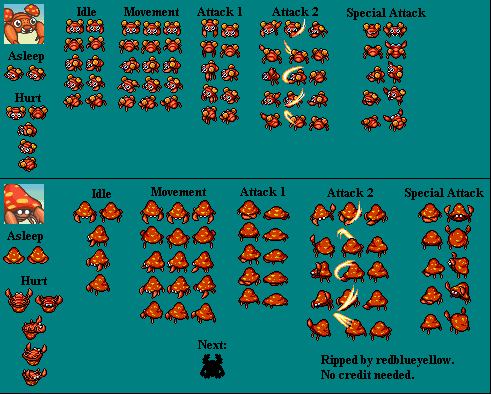 Idle Movement Attack 1 Attack 2 Special Attack
Asleep
Hurt
Idle Movement Attack 1 Attack 2 Special Attack
Asleep
Hurt
Next:
Ripped by redblueyellow.
No credit needed.